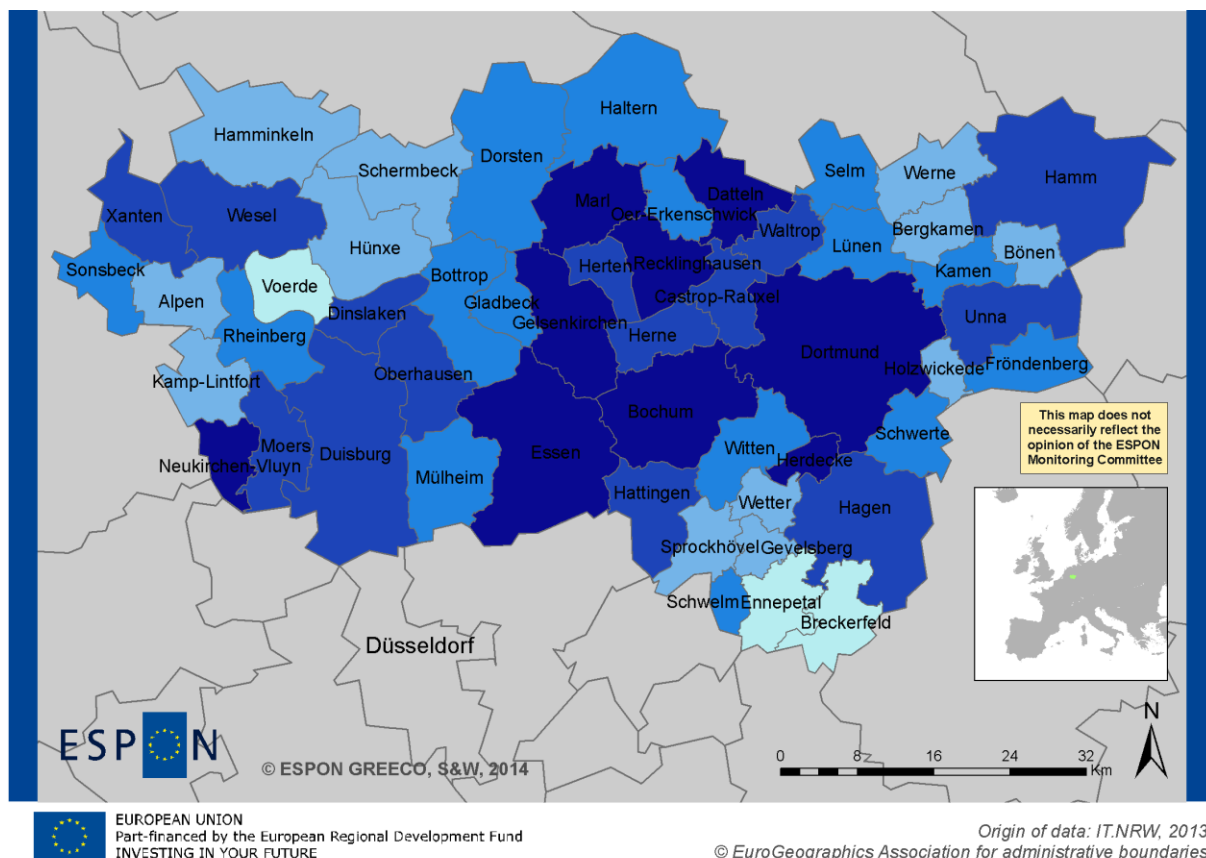 Haltern
Hamminkeln
Dorsten
Schermbeck
Selm
Werne
Hamm
Marl
Datteln
Oer-Erkenschwick
Xanten
Wesel
Waltrop
Bergkamen
Hünxe
Lünen
Bönen
Sonsbeck
Bottrop
Herten
Recklinghausen
Kamen
Voerde
Alpen
Gladbeck
Castrop-Rauxel
Dinslaken
Gelsenkirchen
Unna
Rheinberg
Herne
Dortmund
Holzwickede
Fröndenberg
Kamp-Lintfort
Oberhausen
Bochum
This map does not
necessarily reflect the
opinion of the ESPON
Monitoring Committee
Schwerte
Moers
Neukirchen-Vluyn
Duisburg
Essen
Witten
Herdecke
Mülheim
Hattingen
Wetter
Hagen
Sprockhövel
Gevelsberg
Schwelm
Ennepetal
Breckerfeld
Düsseldorf
N
ESPON
© ESPON GREECO, S&W, 2014
0 8 16 24 32
Km
EUROPEAN UNION
Part-financed by the European Regional Development Fund
INVESTING IN YOUR FUTURE
Origin of data: IT.NRW, 2013
© EuroGeographics Association for administrative boundaries